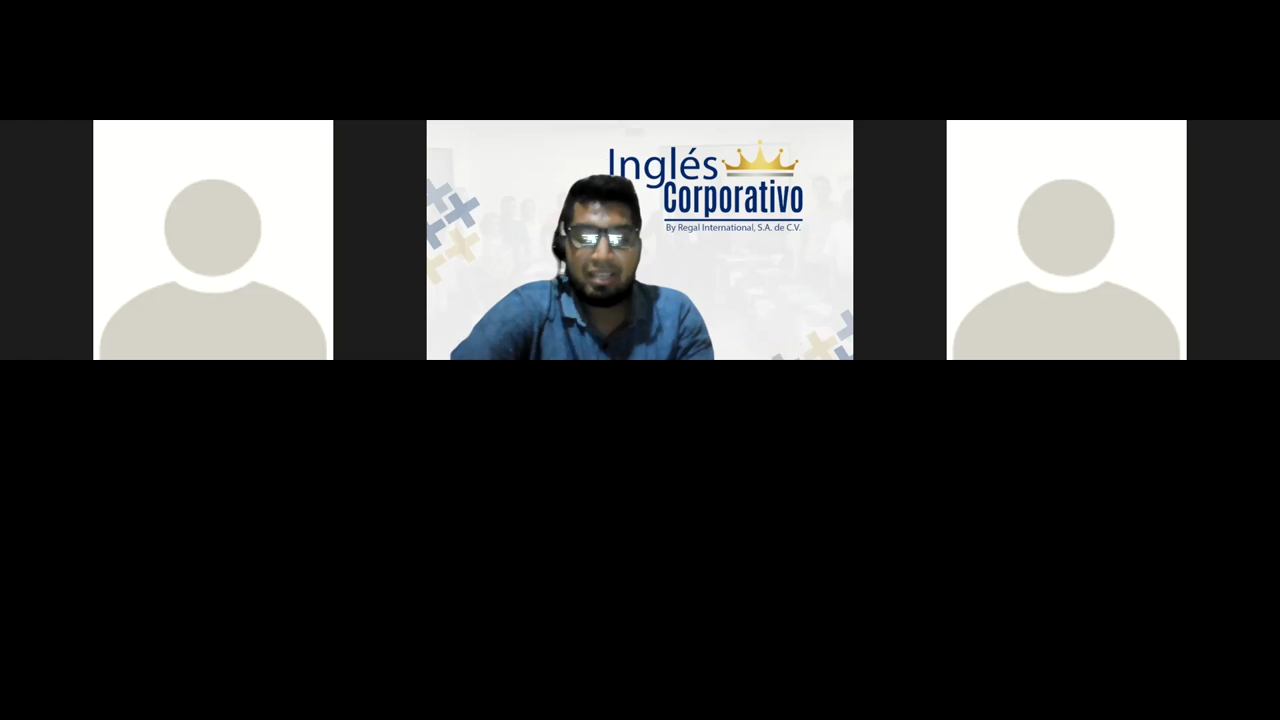 Inglés
Corporativo
By Regal International, S.A. de C.V.